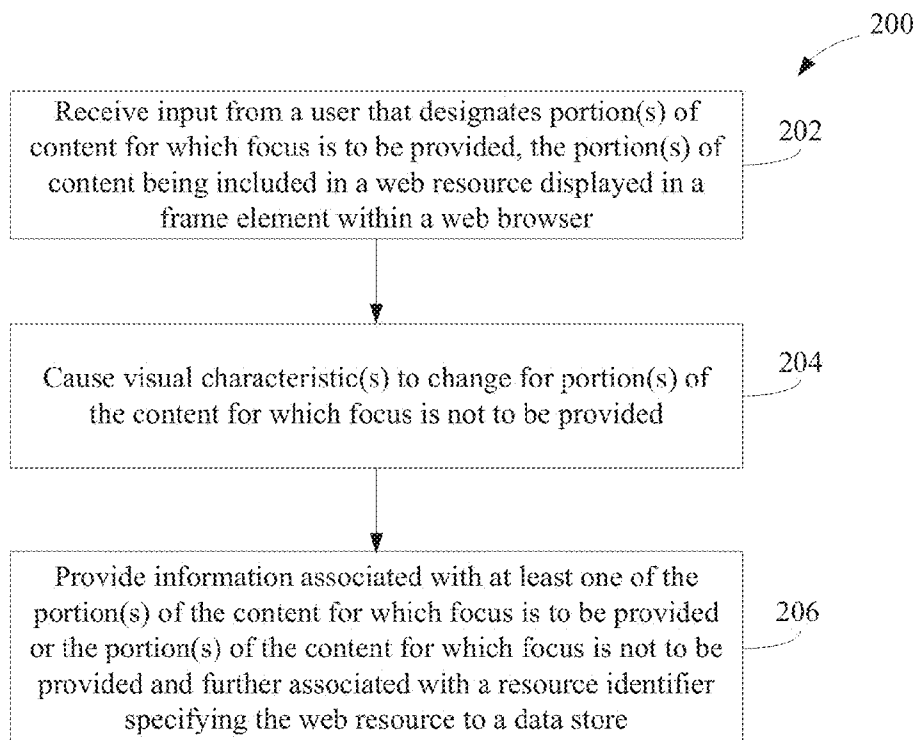 200
Receive input from a user that designates portion(s) of
content for which focus is to be provided, the portion(s) of
content being included in a web resource displayed in a
frame element within a web browser
202
Cause visual characteristic(s) to change for portion(s) of
the content for which focus is not to be provided
204
Provide information associated with at least one of the
portion(s) of the content for which focus is to be provided
or the portion(s) of the content for which focus is not to be
provided and further associated with a resource identifier
specifying the web resource to a data store
206